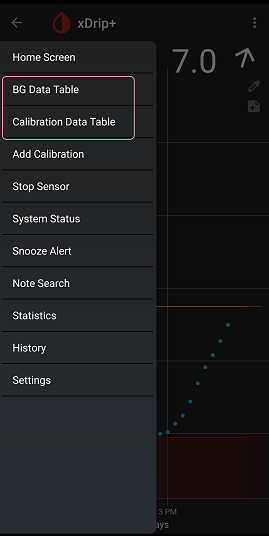 xDrip+
7.0
Home Screen
BG Data Table
Calibration Data Table
Add Calibration
Stop Sensor
System Status
Snooze Alert
Note Search
Statistics
History
Settings
3 PM
ays